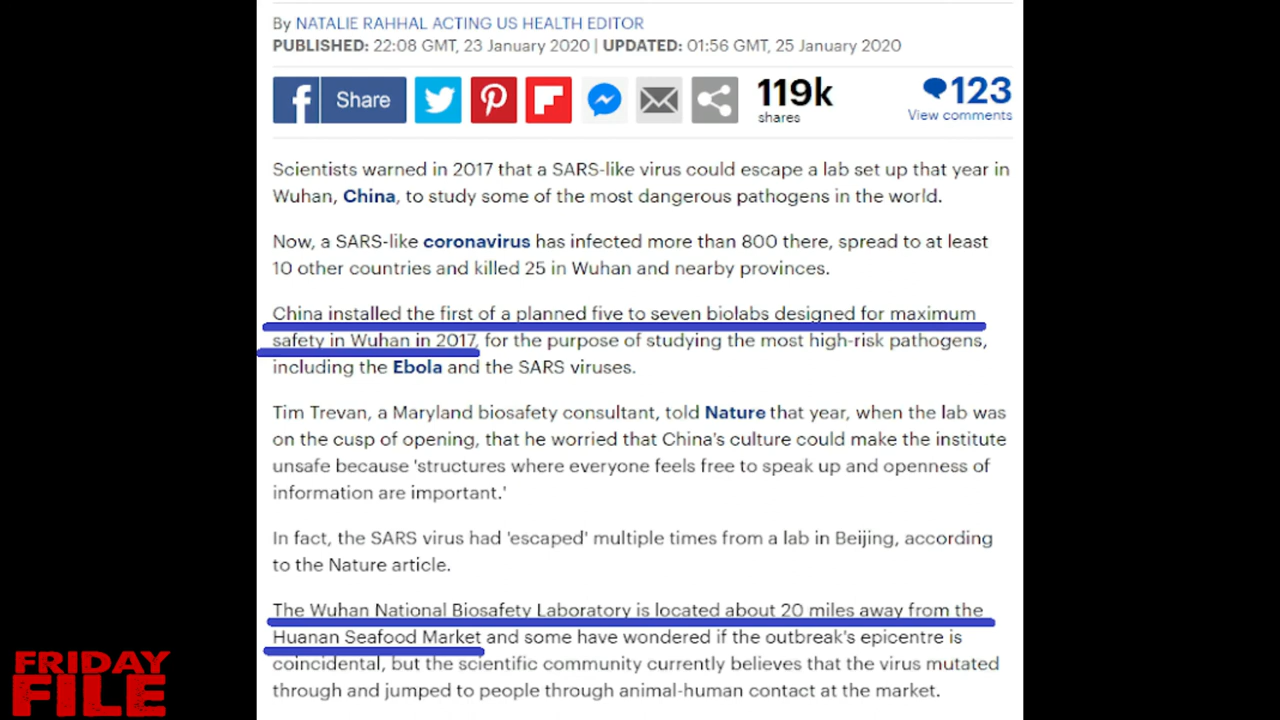 By NATALIE RAHHAL ACTING US HEALTH EDITOR
PUBLISHED: 22:08 GMT, 23 January 2020 | UPDATED: 01:56 GMT, 25 January 2020
f Share
119k
shares
123
View comments
Scientists warned in 2017 that a SARS-like virus could escape a lab set up that year in
Wuhan, China, to study some of the most dangerous pathogens in the world.
Now, a SARS-like coronavirus has infected more than 800 there, spread to at least
10 other countries and killed 25 in Wuhan and nearby provinces.
China installed the first of a planned five to seven biolabs designed for maximum
safety in Wuhan in 2017, for the purpose of studying the most high-risk pathogens,
including the Ebola and the SARS viruses.
Tim Trevan, a Maryland biosafety consultant, told Nature that year, when the lab was
on the cusp of opening, that he worried that China's culture could make the institute
unsafe because 'structures where everyone feels free to speak up and openness of
information are important.'
In fact, the SARS virus had 'escaped' multiple times from a lab in Beijing, according
to the Nature article.
The Wuhan National Biosafety Laboratory is located about 20 miles away from the
Huanan Seafood Market and some have wondered if the outbreak's epicentre is
coincidental, but the scientific community currently believes that the virus mutated
through and jumped to people through animal-human contact at the market.
FRIDAY
FILE